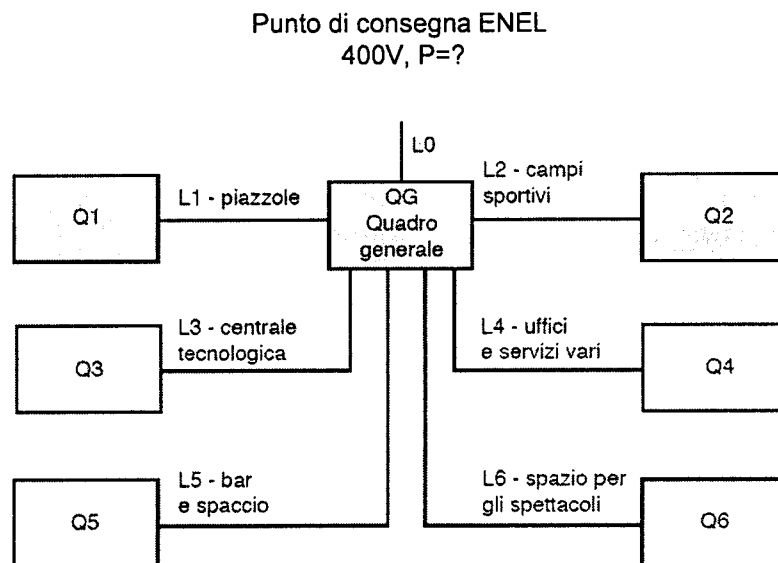 Punto di consegna ENEL
400V, P=?
L0
L1 - piazzole
L2 - campi
sportivi
Q1
QG
Quadro
generale
Q2
L3 - centrale
tecnologica
L4 - uffici
e servizi vari
Q3
Q4
L5 - bar
e spaccio
L6 - spazio per
gli spettacoli
Q5
Q6